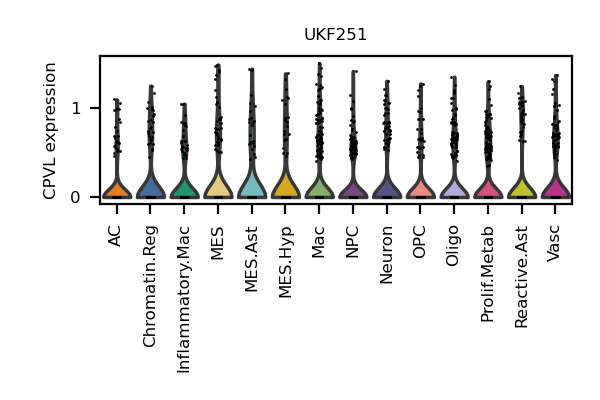 UKF251
CPVL expression
1
0
AC
Chromatin.Reg
Inflammatory.Mac
MES
MES.Ast
MES.Hyp
Mac
NPC
Neuron
OPC
Oligo
Prolif.Metab
Reactive.Ast
Vasc